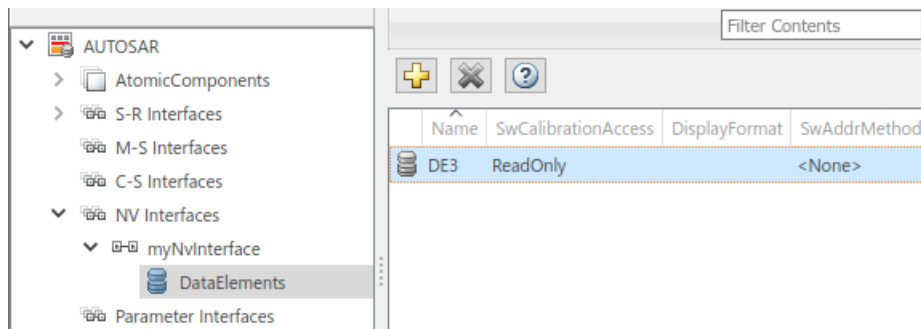 AUTOSAR
AtomicComponents
S-R Interfaces
M-S Interfaces
C-S Interfaces
NV Interfaces
myNvInterface
DataElements
Parameter Interfaces
Filter Contents
Name SwCalibrationAccess DisplayFormat SwAddrMethod
DE3 ReadOnly <None>